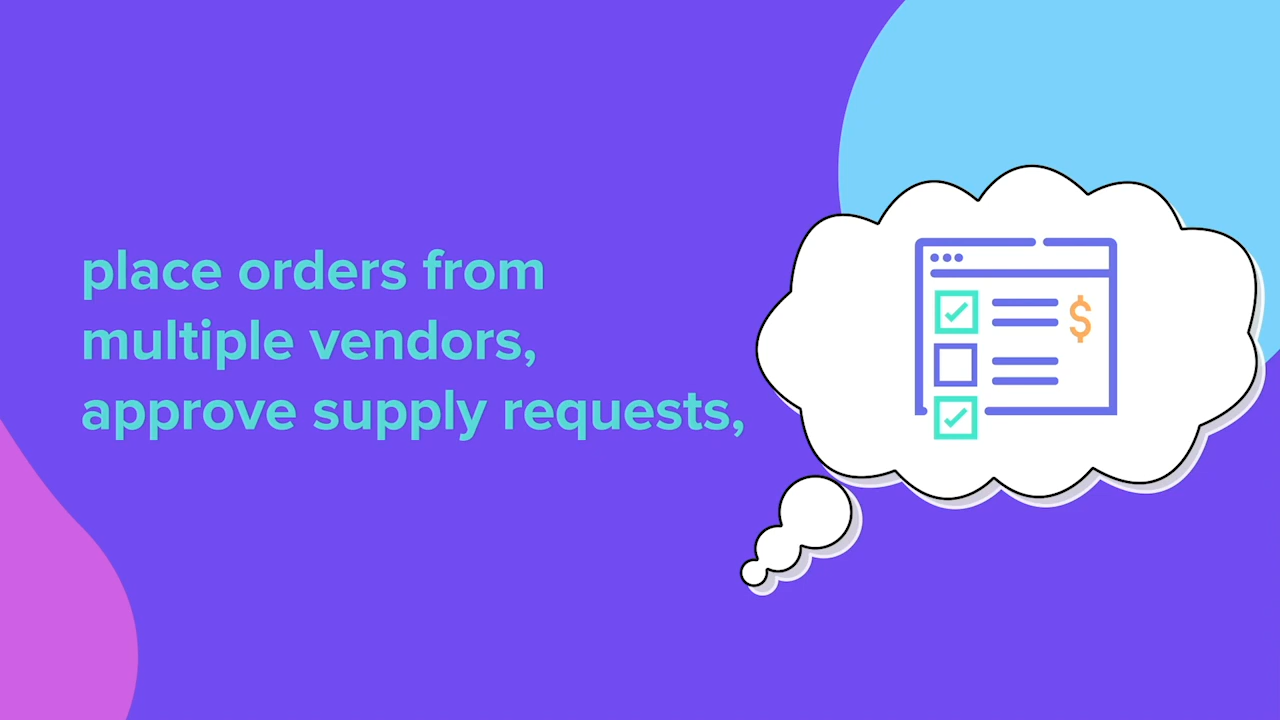 place orders from
multiple vendors,
approve supply requests,
$